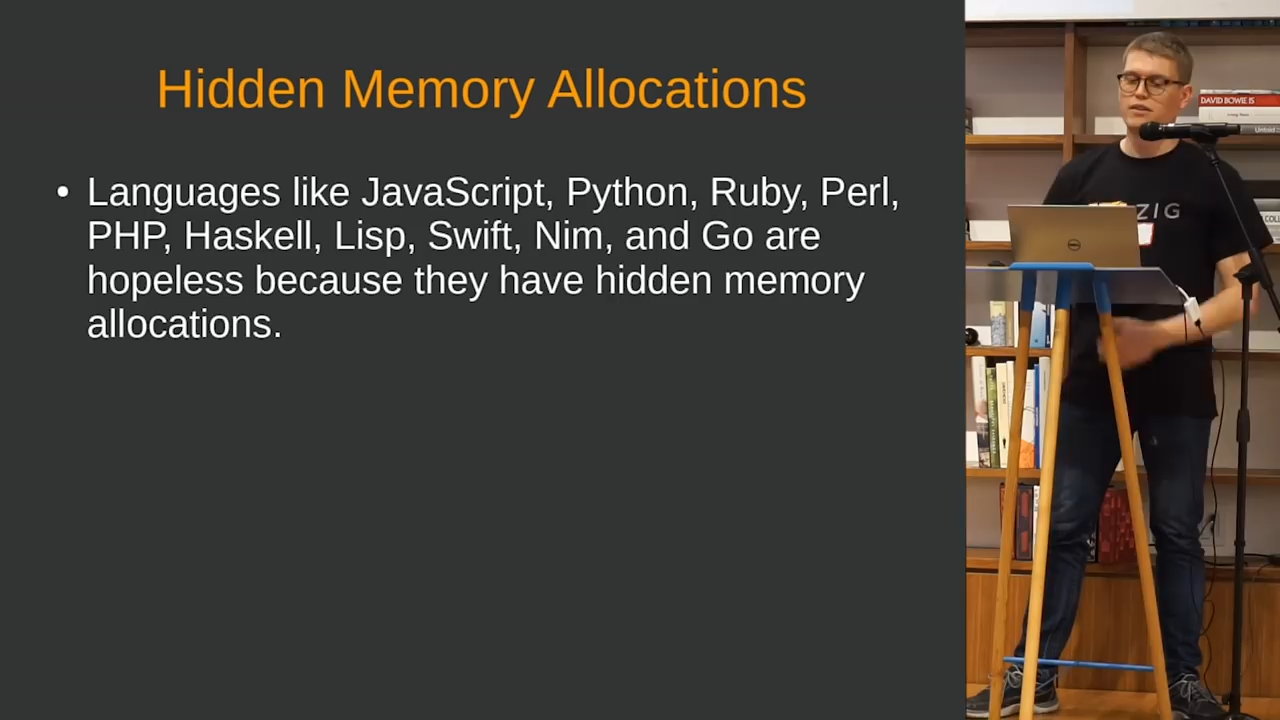 Hidden Memory Allocations
• Languages like JavaScript, Python, Ruby, Perl,
PHP, Haskell, Lisp, Swift, Nim, and Go are
hopeless because they have hidden memory
allocations.
DAVID BOWIE IS
ZIG
DELL